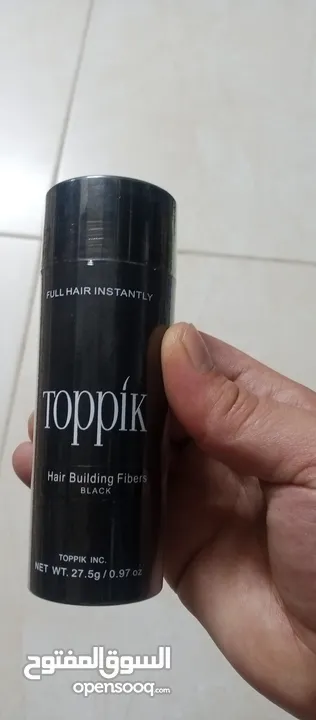 FULL HAIR INSTANTLY
Toppik
Hair Building Fibers
BLACK
TOPPIK INC.
NET WT. 27.5g / 0.97 oz
السوق المفتوح
opensooq.com